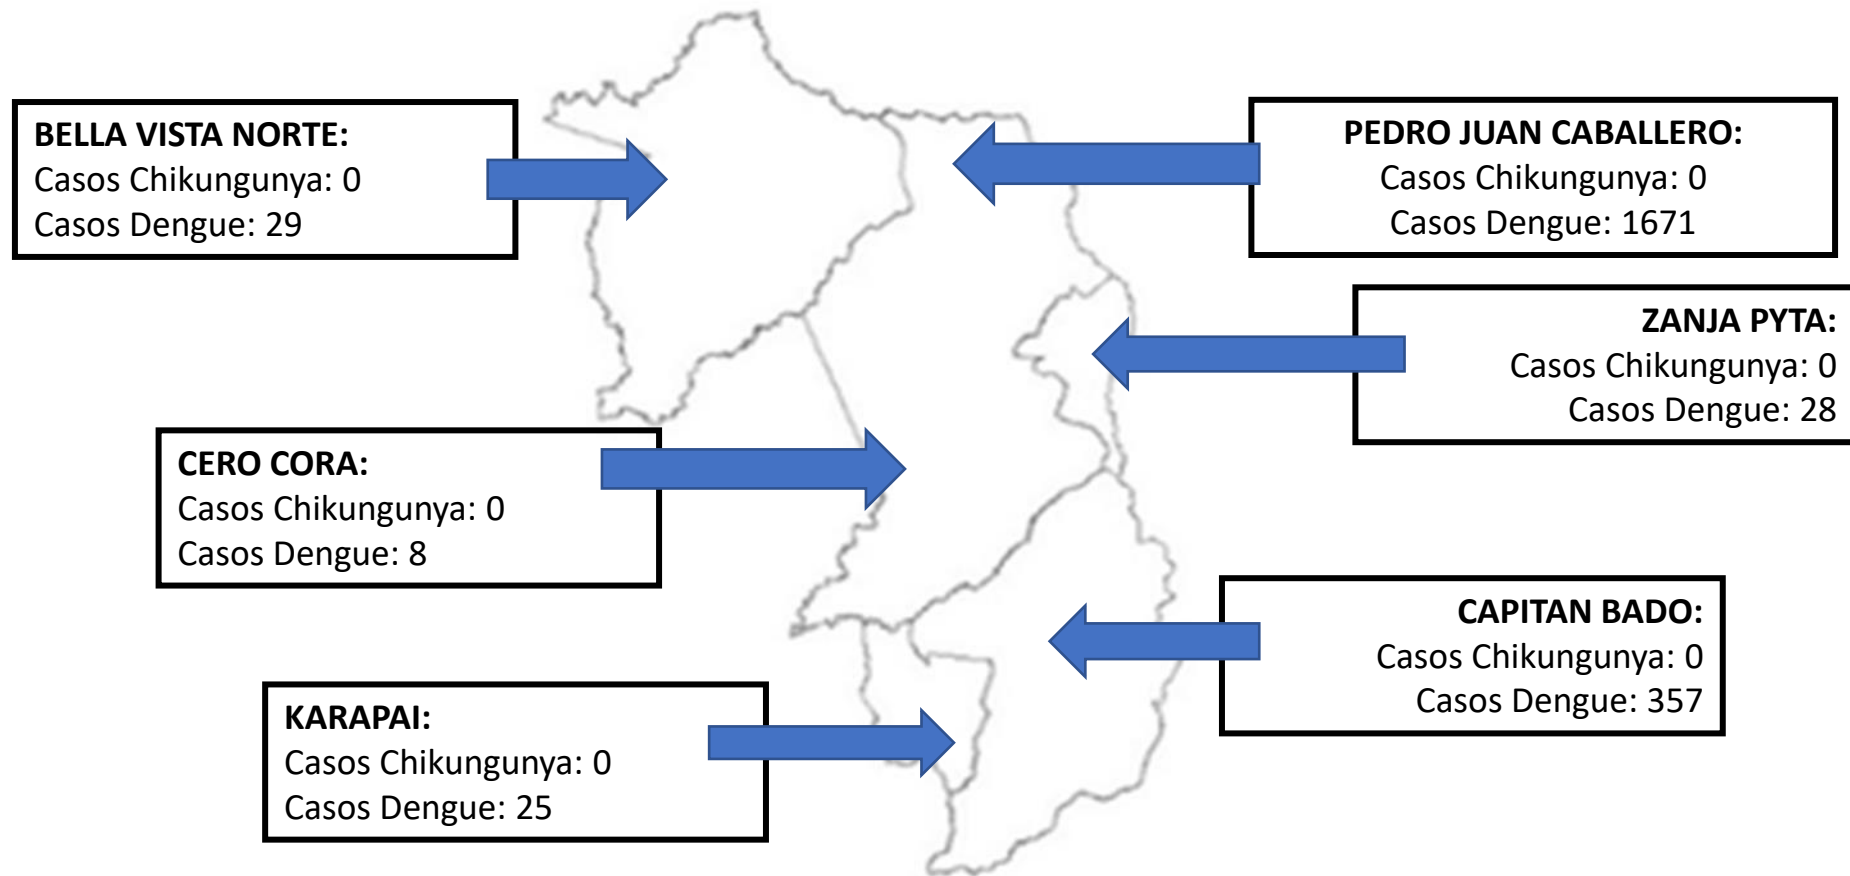 BELLA VISTA NORTE:
Casos Chikungunya: 0
Casos Dengue: 29
PEDRO JUAN CABALLERO:
Casos Chikungunya: 0
Casos Dengue: 1671
ZANJA PYTA:
Casos Chikungunya: 0
Casos Dengue: 28
CERO CORA:
Casos Chikungunya: 0
Casos Dengue: 8
CAPITAN BADO:
Casos Chikungunya: 0
Casos Dengue: 357
KARAPAI:
Casos Chikungunya: 0
Casos Dengue: 25